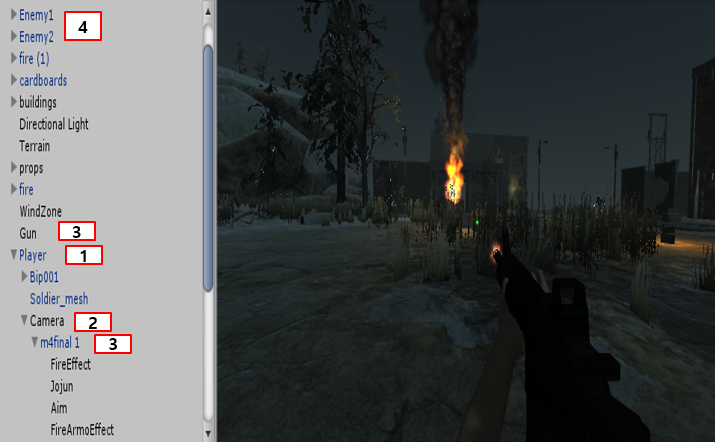 Enemy1
4
Enemy2
fire (1)
cardboards
buildings
Directional Light
Terrain
props
fire
WindZone
Gun 3
Player 1
Bip001
Soldier_mesh
Camera 2
m4final 1 3
FireEffect
Jojun
Aim
FireArmoEffect